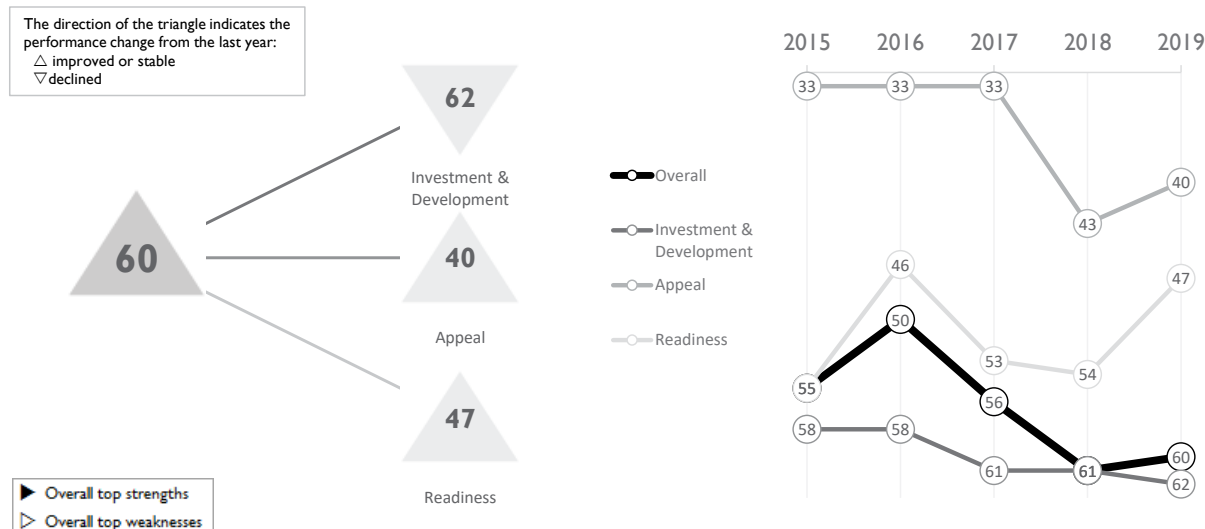 The direction of the triangle indicates the
performance change from the last year:
△ improved or stable
▽ declined
62
Investment &
Development
60
40
Appeal
47
Readiness
▶ Overall top strengths
▷ Overall top weaknesses
Overall
Investment &
Development
Appeal
Readiness
2015 2016 2017 2018 2019
33 33 33 43 40
46 53 54 47
55 50 56 61 60
58 58 61 62